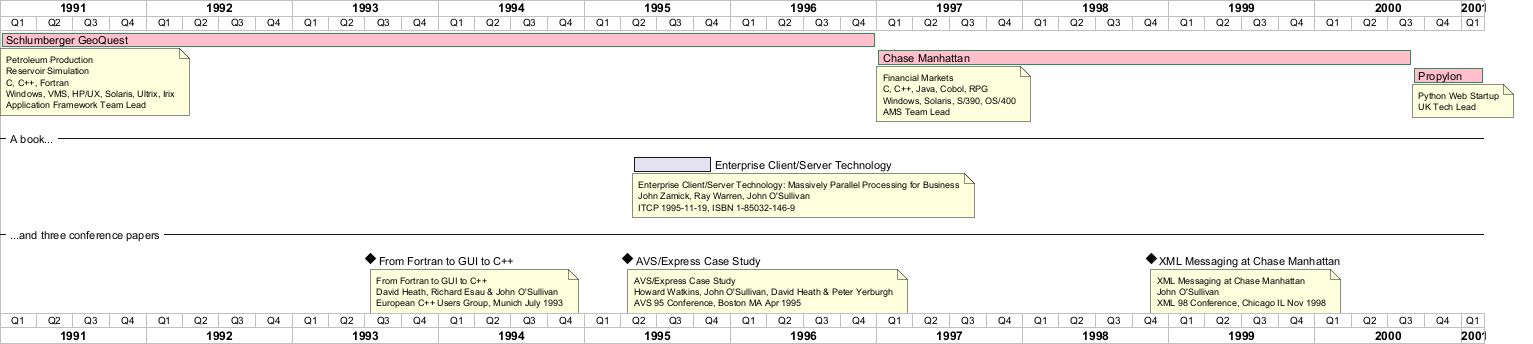 1991 1992 1993 1994 1995 1996 1997 1998 1999 2000 2001
Q1 Q2 Q3 Q4 Q1 Q2 Q3 Q4 Q1 Q2 Q3 Q4 Q1 Q2 Q3 Q4 Q1 Q2 Q3 Q4 Q1 Q2 Q3 Q4 Q1 Q2 Q3 Q4 Q1 Q2 Q3 Q4 Q1 Q2 Q3 Q4 Q1 Q2 Q3 Q4 Q1
Schlumberger GeoQuest
Petroleum Production
Reservoir Simulation
C, C++, Fortran
Windows, VMS, HP/UX, Solaris, Ultrix, Irix
Application Framework Team Lead
Chase Manhattan
Financial Markets
C, C++, Java, Cobol, RPG
Windows, Solaris, S/390, OS/400
AMS Team Lead
Propylon
Python Web Startup
UK Tech Lead
A book...
Enterprise Client/Server Technology
Enterprise Client/Server Technology: Massively Parallel Processing for Business
John Zamick, Ray Warren, John O'Sullivan
ITCP 1995-11-19, ISBN 1-85032-146-9
...and three conference papers
From Fortran to GUI to C++
From Fortran to GUI to C++
David Heath, Richard Esau & John O'Sullivan
European C++ Users Group, Munich July 1993
AVS/Express Case Study
AVS/Express Case Study
Howard Watkins, John O'Sullivan, David Heath & Peter Yerburgh
AVS 95 Conference, Boston MA Apr 1995
XML Messaging at Chase Manhattan
XML Messaging at Chase Manhattan
John O'Sullivan
XML 98 Conference, Chicago IL Nov 1998
Q1 Q2 Q3 Q4 Q1 Q2 Q3 Q4 Q1 Q2 Q3 Q4 Q1 Q2 Q3 Q4 Q1 Q2 Q3 Q4 Q1 Q2 Q3 Q4 Q1 Q2 Q3 Q4 Q1 Q2 Q3 Q4 Q1 Q2 Q3 Q4 Q1 Q2 Q3 Q4 Q1
1991 1992 1993 1994 1995 1996 1997 1998 1999 2000 2001